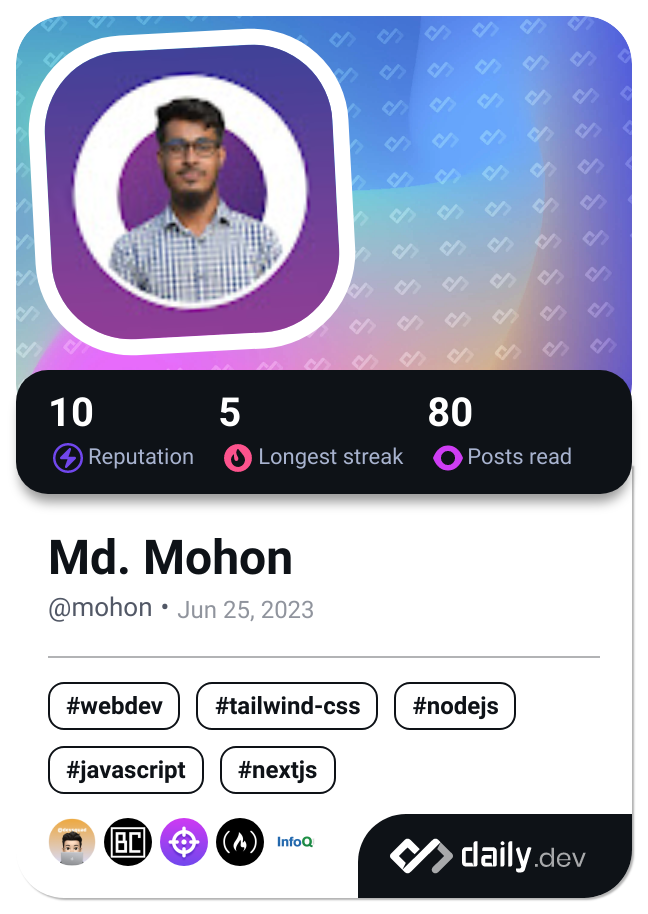 10 5 80
Reputation Longest streak Posts read
Md. Mohon
@mohon • Jun 25, 2023
#webdev #tailwind-css #nodejs
#javascript #nextjs
BC InfoQ
daily.dev